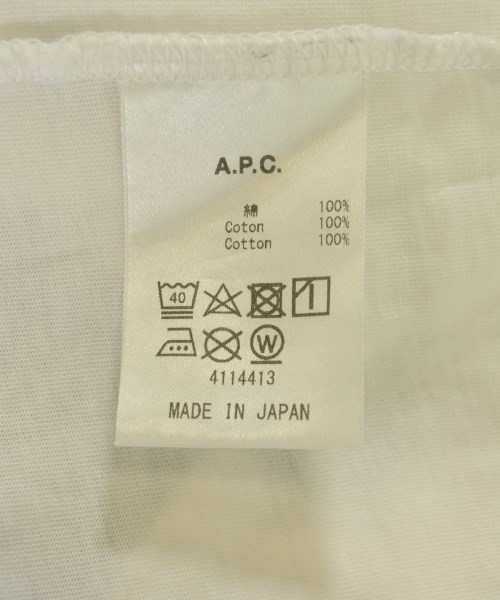 A.P.C.
綿 100%
Coton 100%
Cotton 100%
40
W
4114413
MADE IN JAPAN